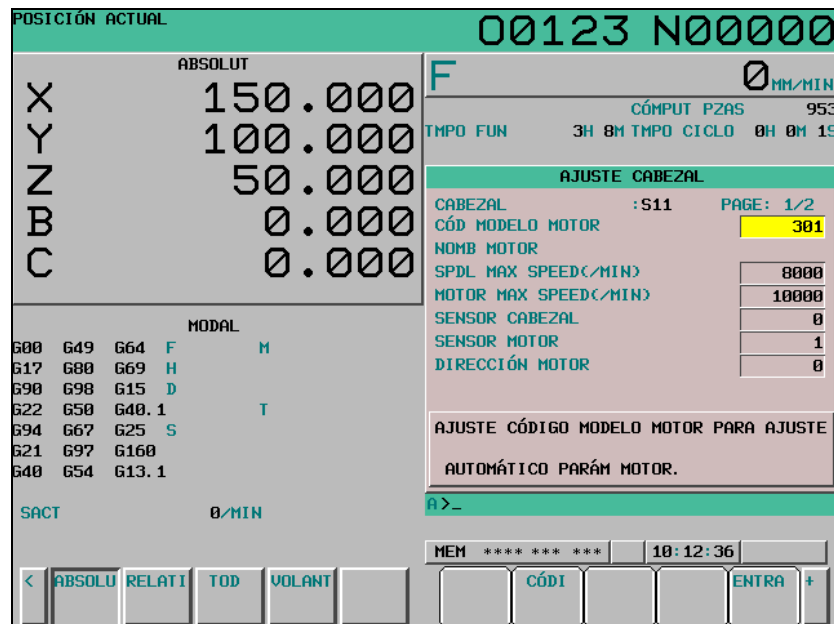 POSICIÓN ACTUAL
O0123 N00000
ABSOLUT
X 150.000
Y 100.000
Z 50.000
B 0.000
C 0.000
F 0 MM/MIN
CÓMPUT PZAS 953
TMPO FUN 3H 8M TMPO CICLO 0H 0M 1S
AJUSTE CABEZAL
CABEZAL :S11 PAGE: 1/2
CÓD MODELO MOTOR 301
NOMB MOTOR
SPDL MAX SPEED(/MIN) 8000
MOTOR MAX SPEED(/MIN) 10000
SENSOR CABEZAL 0
SENSOR MOTOR 1
DIRECCIÓN MOTOR 0
AJUSTE CÓDIGO MODELO MOTOR PARA AJUSTE
AUTOMÁTICO PARÁM MOTOR.
MODAL
G00 G49 G64 F M
G17 G80 G69 H
G90 G98 G15 D
G22 G50 G40.1 T
G94 G67 G25 S
G21 G97 G160
G40 G54 G13.1
SACT 0/MIN
A>_
MEM **** *** *** 10:12:36
< ABSOLU RELATI TOD VOLANT CÓDI ENTRA +